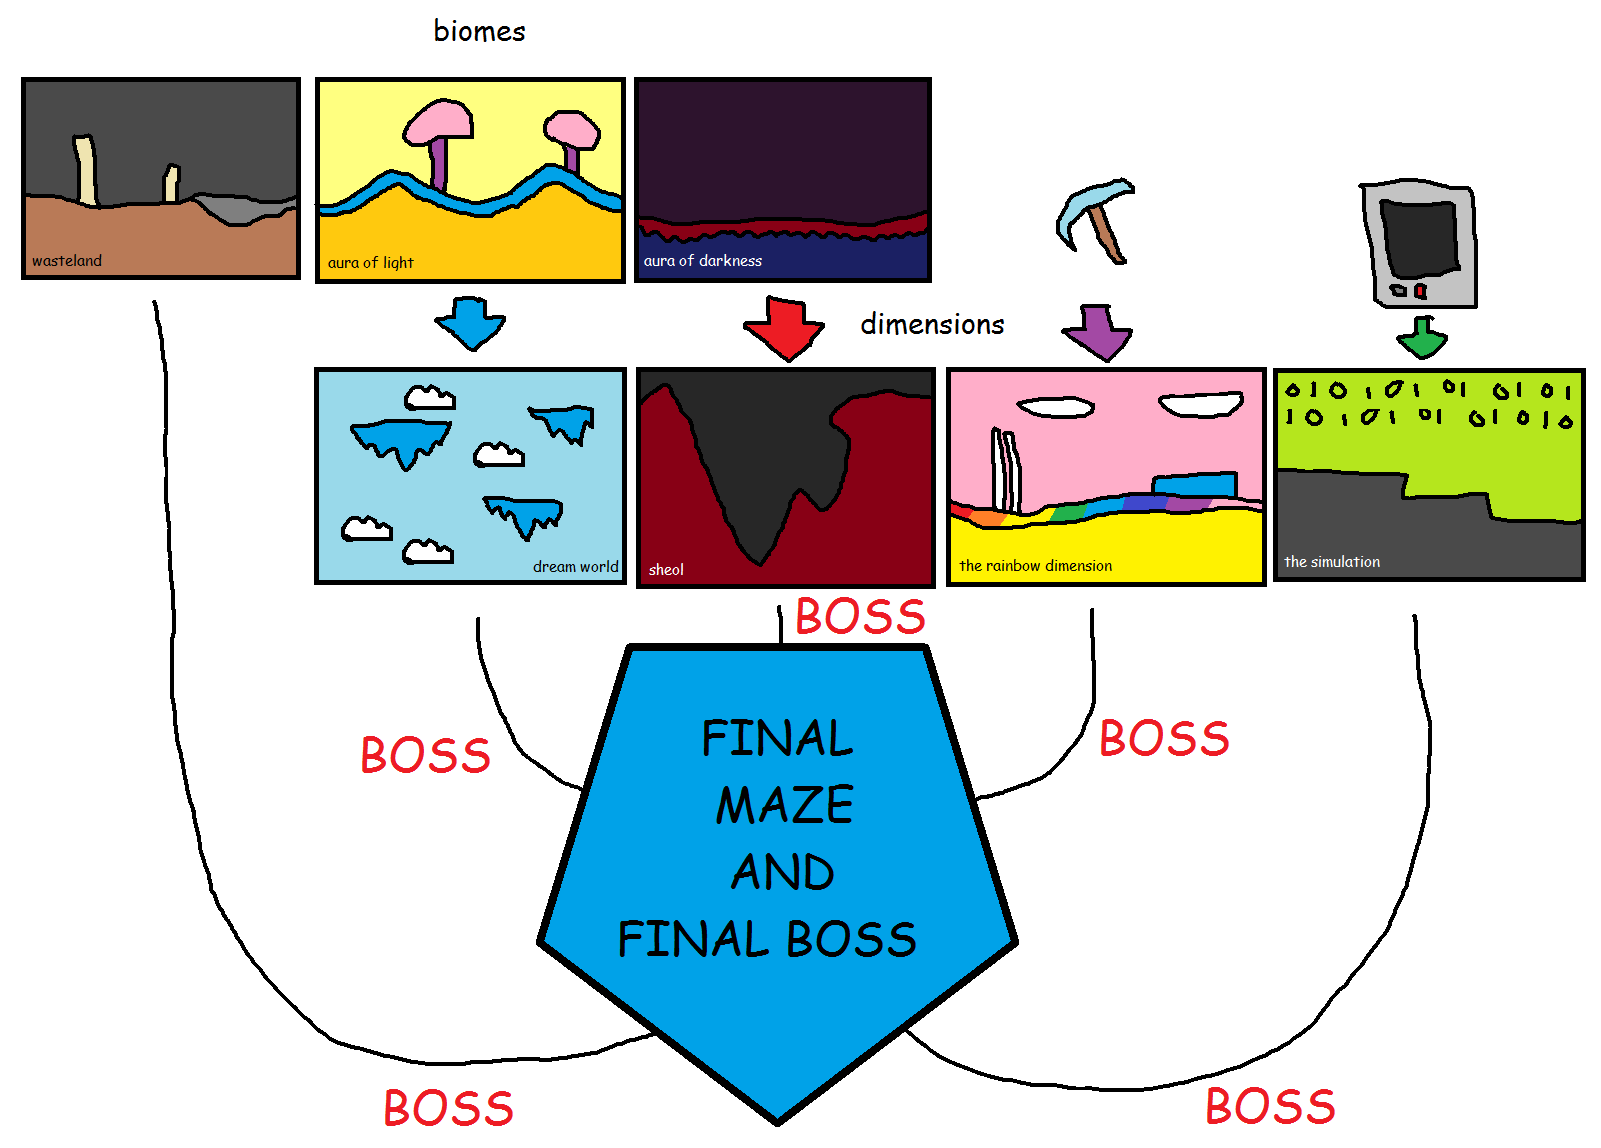 biomes
wasteland
aura of light
aura of darkness
dimensions
0 1 0 1 0 1 0 1 0 1 0 1
1 0 1 0 1 0 1 0 1 0 1 0
dream world
sheol
the rainbow dimension
the simulation
BOSS
BOSS
BOSS
FINAL
MAZE
AND
FINAL BOSS
BOSS
BOSS